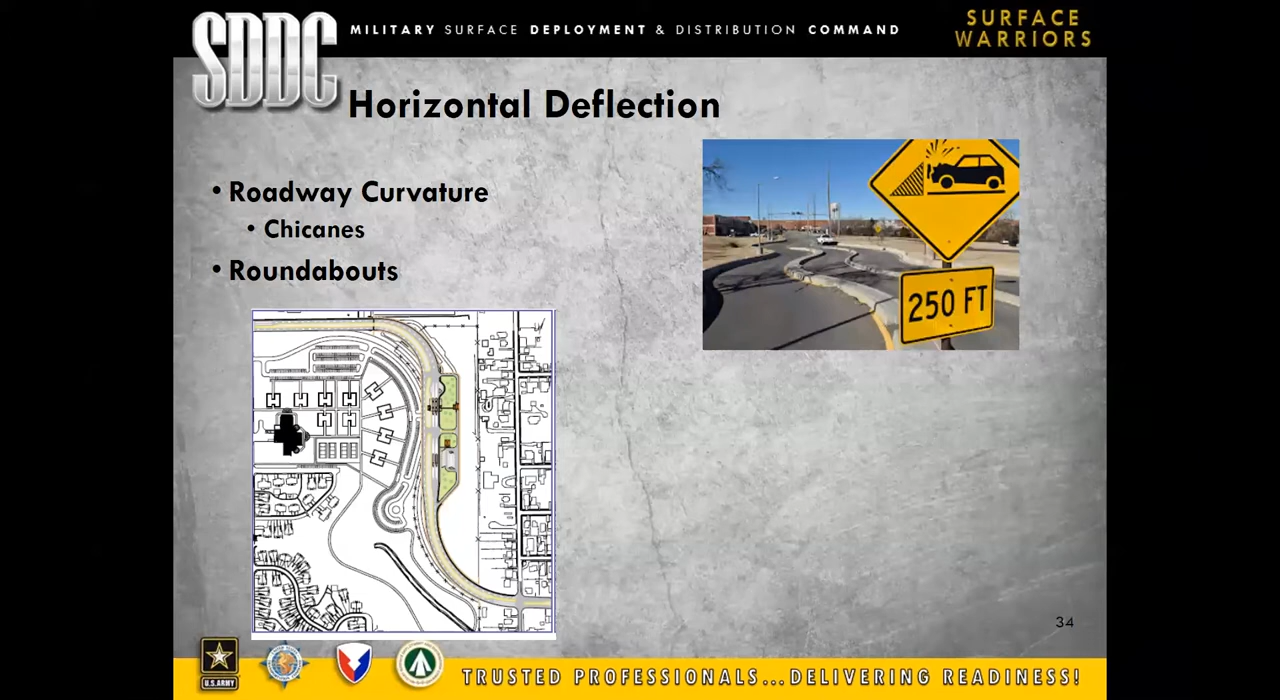 SDDC
MILITARY SURFACE DEPLOYMENT & DISTRIBUTION COMMAND
SURFACE
WARRIORS
Horizontal Deflection
• Roadway Curvature
• Chicanes
• Roundabouts
250 FT
34
U.S.ARMY
TRUSTED PROFESSIONALS...DELIVERING READINESS!